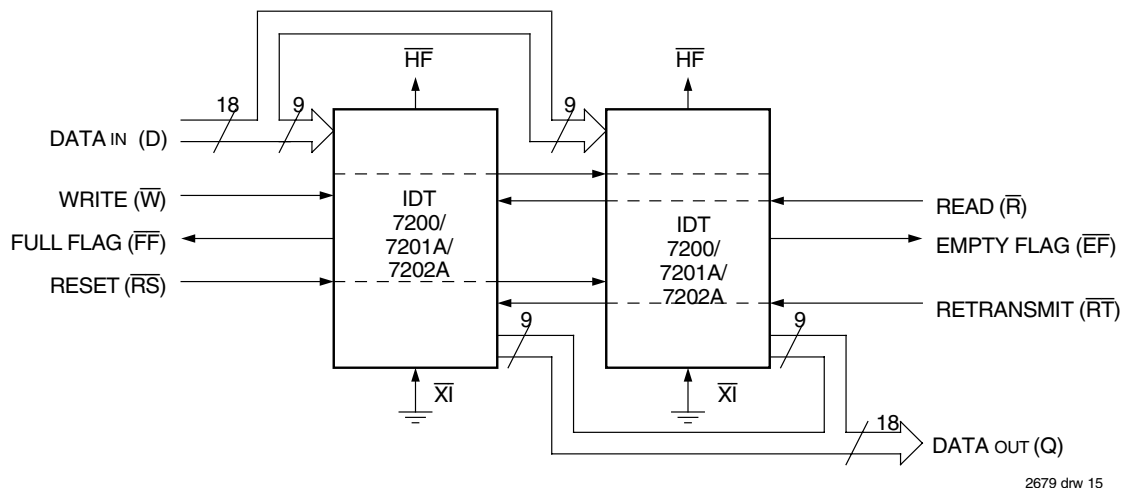 HF
HF
18
9
9
DATA IN (D)
WRITE (W)
FULL FLAG (FF)
RESET (RS)
IDT
7200/
7201A/
7202A
IDT
7200/
7201A/
7202A
READ (R)
EMPTY FLAG (EF)
RETRANSMIT (RT)
9
9
XI
XI
18
DATA OUT (Q)
2679 drw 15